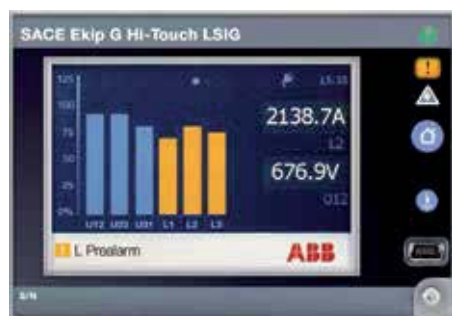 SACE Ekip G Hi-Touch LSIG
125
15:35
100
2138.7A
75
L2
50
676.9V
25
U12
0%
U12 U23 U31 L1 L2 L3
L Prealarm
ABB
S/N